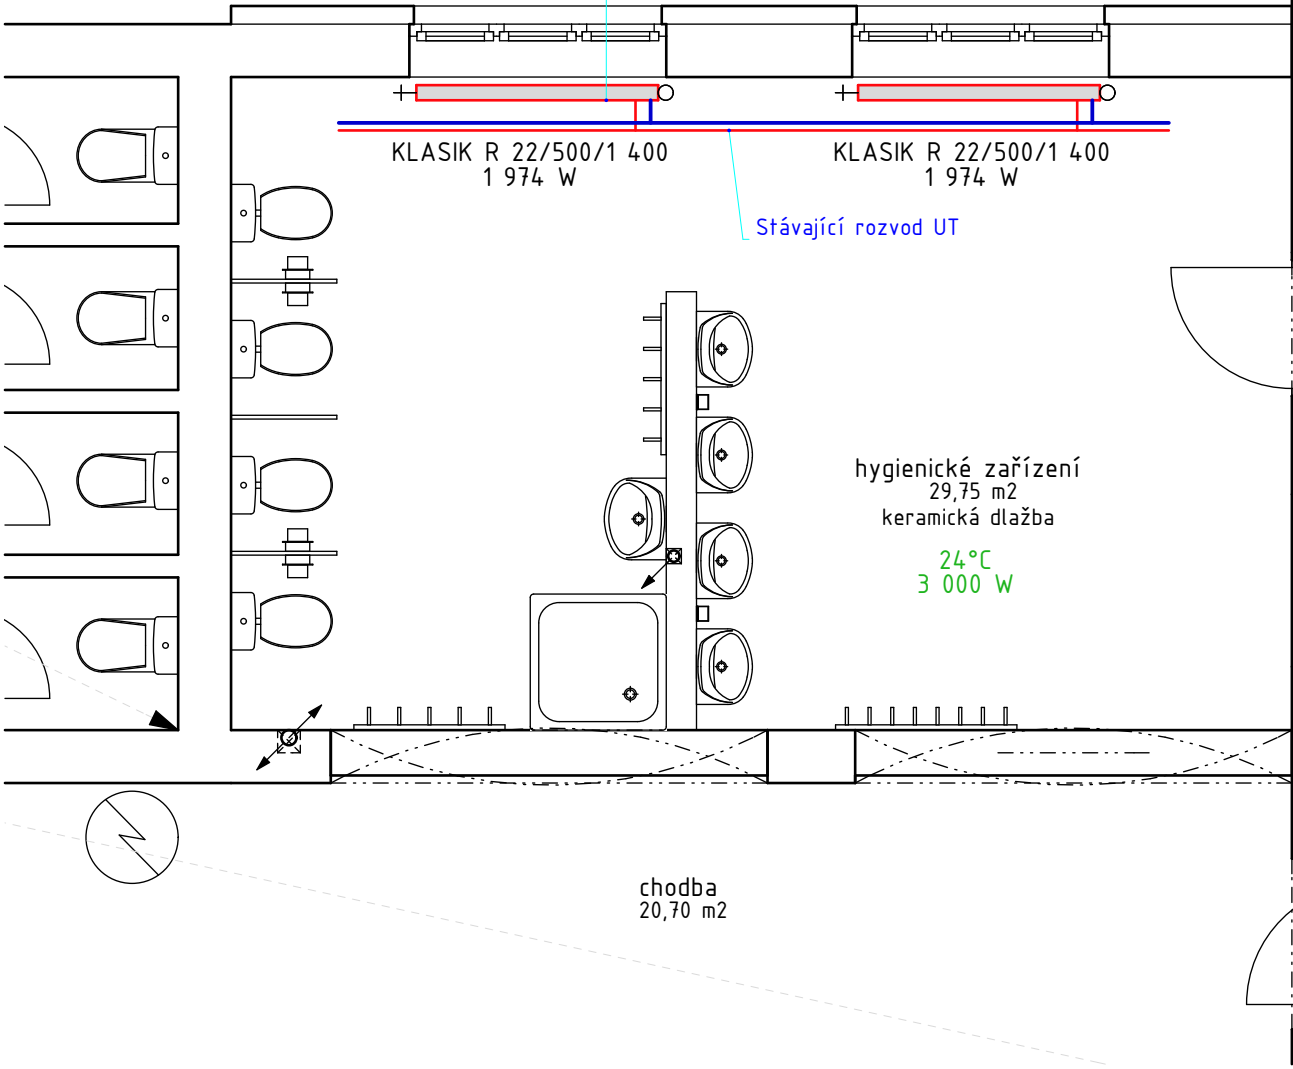 KLASIK R 22/500/1 400
1 974 W
KLASIK R 22/500/1 400
1 974 W
Stávající rozvod UT
hygienické zařízení
29,75 m2
keramická dlažba
24°C
3 000 W
chodba
20,70 m2